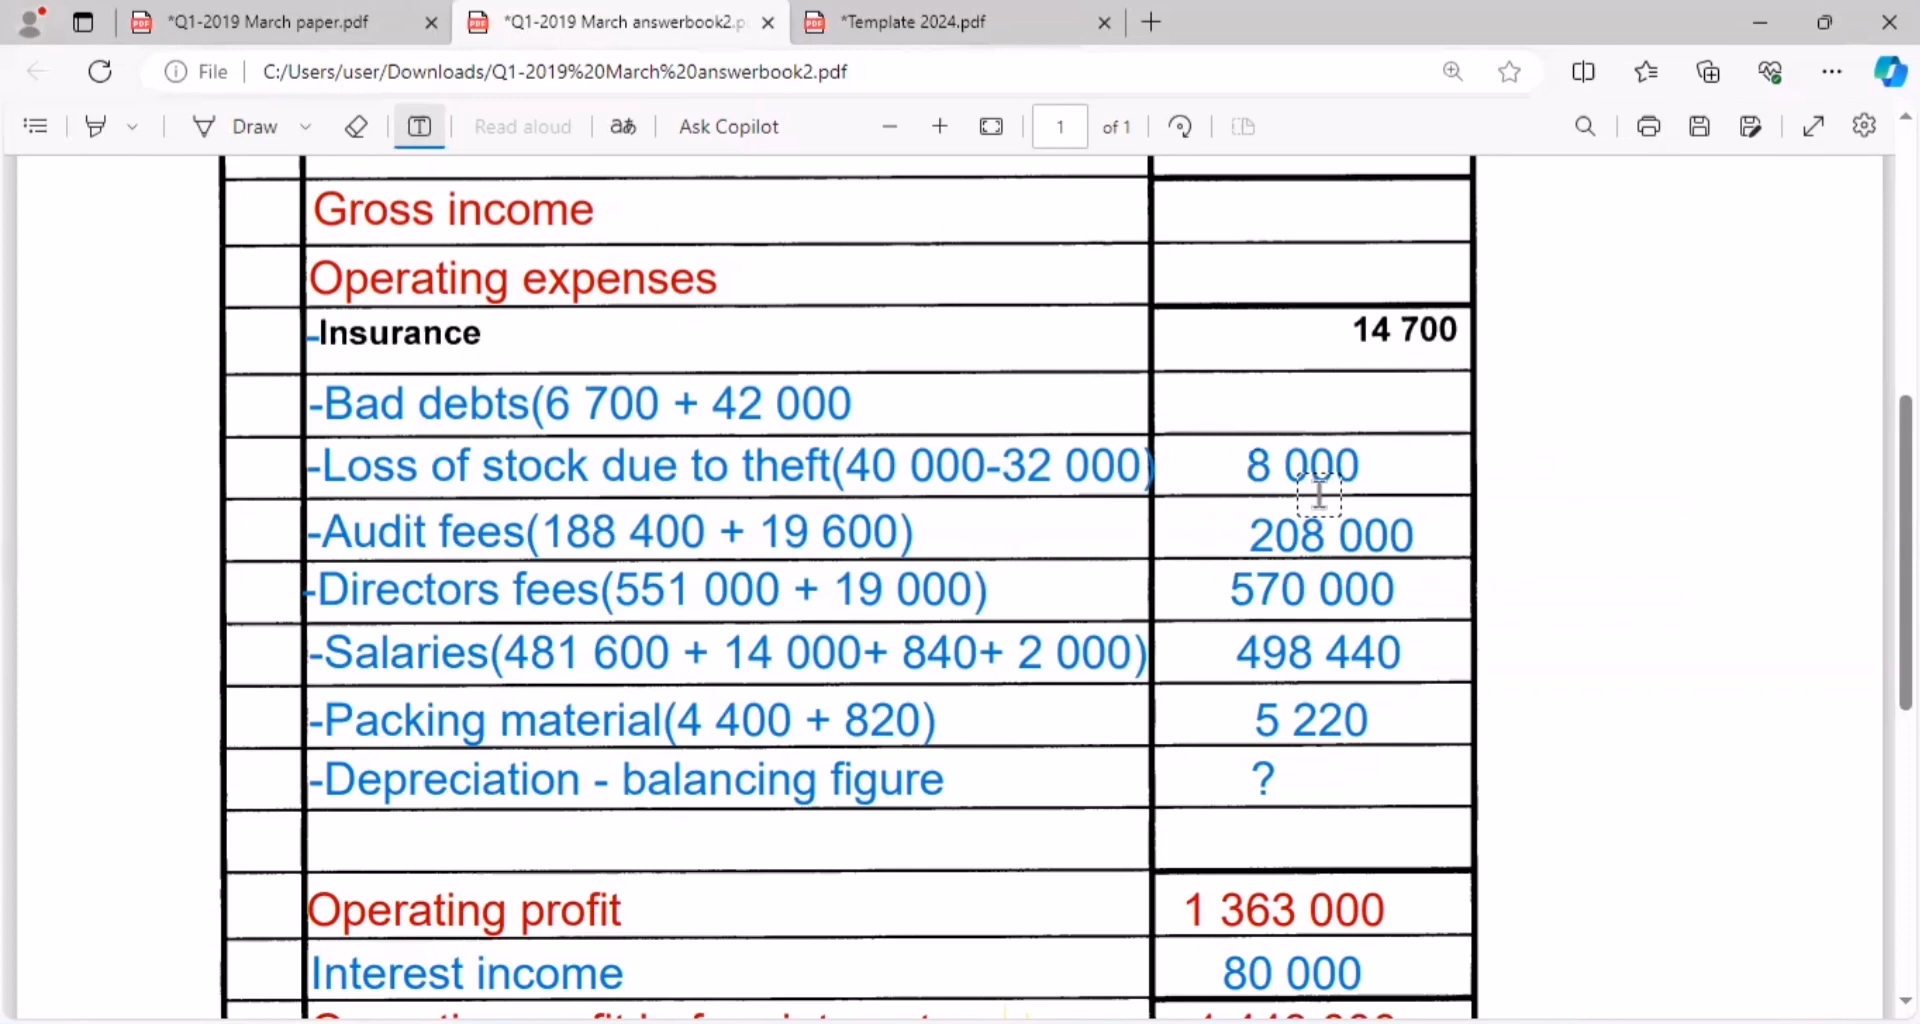 *Q1-2019 March paper.pdf
*Q1-2019 March answerbook2.p
*Template 2024.pdf
File
C:/Users/user/Downloads/Q1-2019%20March%20answerbook2.pdf
Draw
Read aloud
aあ
Ask Copilot
1
of 1
Gross income
Operating expenses
-Insurance 14 700
-Bad debts(6 700 + 42 000
-Loss of stock due to theft(40 000-32 000) 8 000
-Audit fees(188 400 + 19 600) 208 000
-Directors fees(551 000 + 19 000) 570 000
-Salaries(481 600 + 14 000+ 840+ 2 000) 498 440
-Packing material(4 400 + 820) 5 220
-Depreciation - balancing figure ?
Operating profit 1 363 000
Interest income 80 000